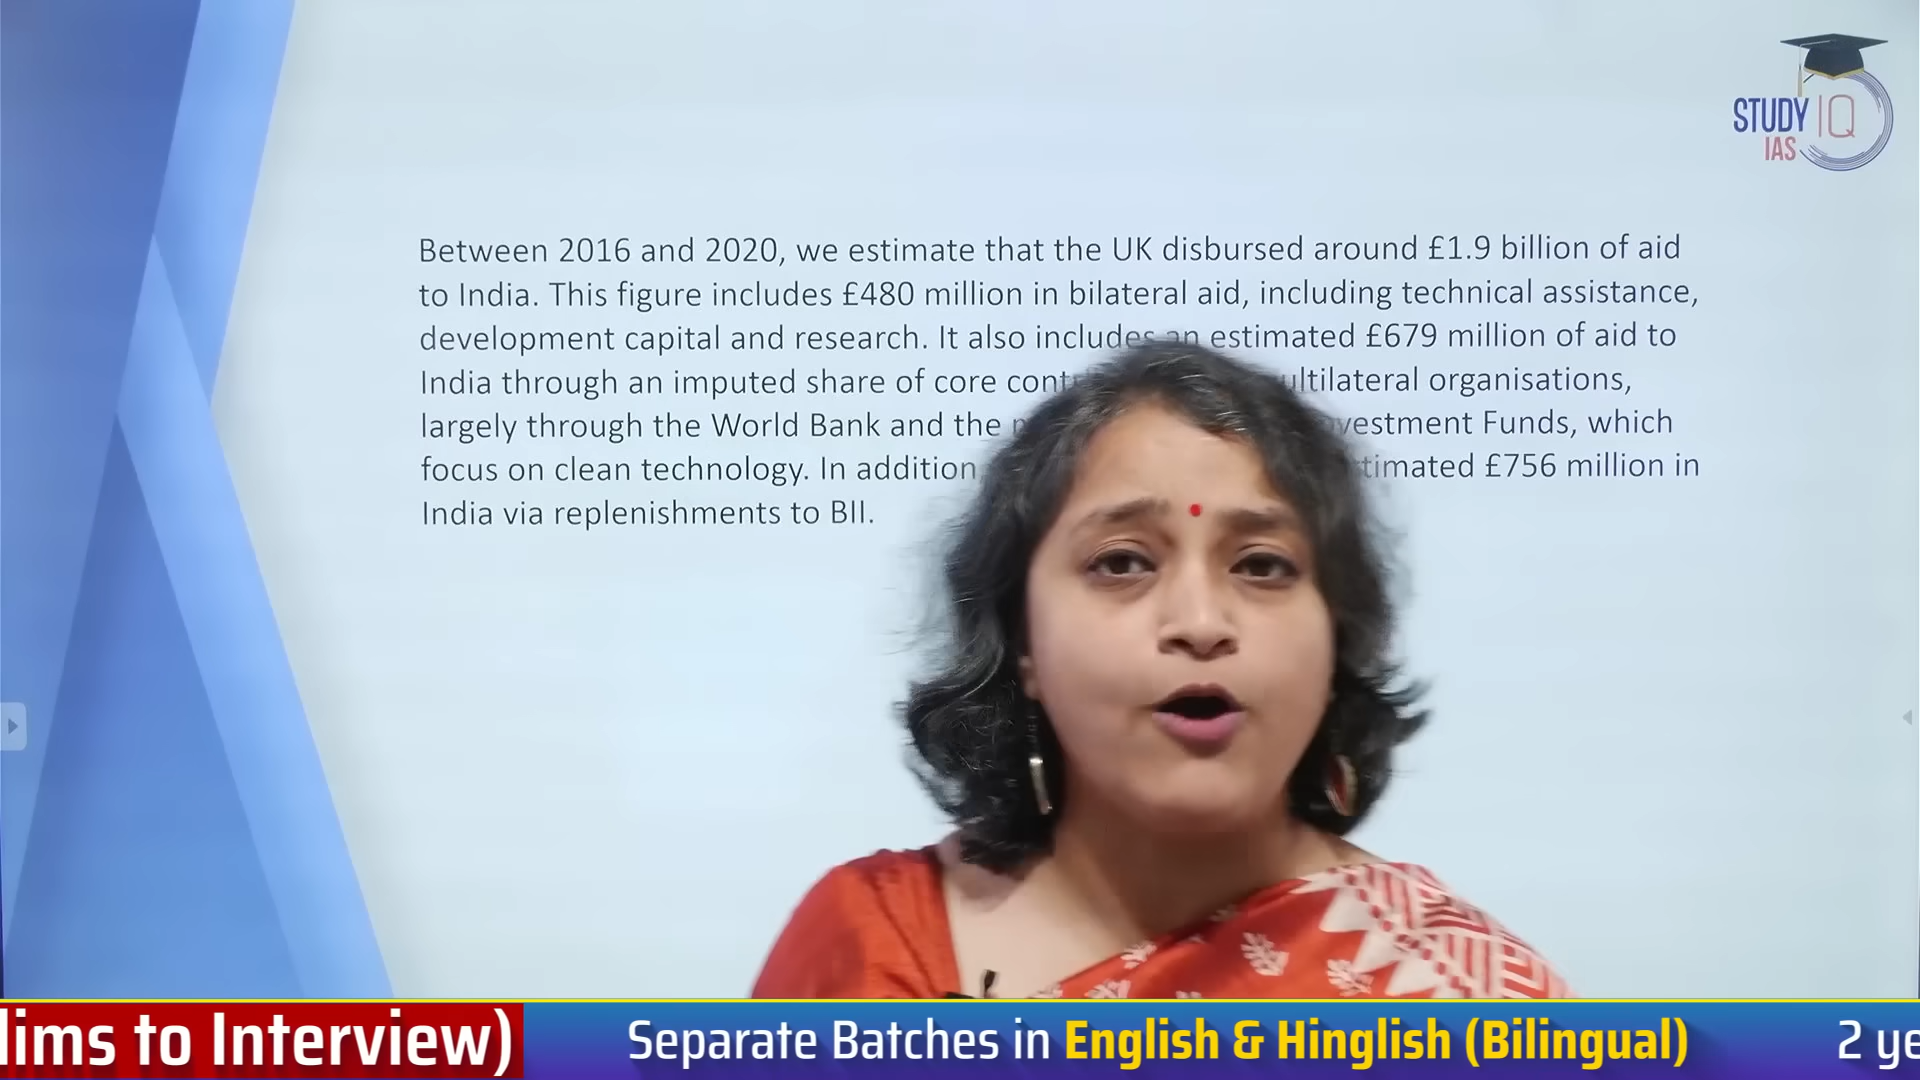 STUDY IQ
IAS
Between 2016 and 2020, we estimate that the UK disbursed around £1.9 billion of aid
to India. This figure includes £480 million in bilateral aid, including technical assistance,
development capital and research. It also includes an estimated £679 million of aid to
India through an imputed share of core ultilateral organisations,
largely through the World Bank and the vestment Funds, which
focus on clean technology. In addition timated £756 million in
India via replenishments to BII.
lims to Interview) Separate Batches in English & Hinglish (Bilingual) 2 ye